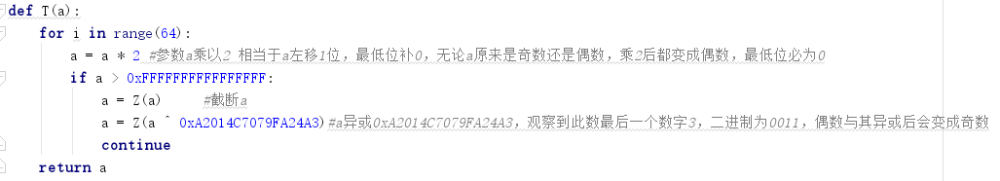 def T(a):
    for i in range(64):
        a = a * 2 #参数a乘以2 相当于a左移1位，最低位补0，无论a原来是奇数还是偶数，乘2后都变成偶数，最低位必为0
        if a > 0xFFFFFFFFFFFFFFFF:
            a = Z(a)    #截断a
            a = Z(a ^ 0xA2014C7079FA24A3)#a异或0xA2014C7079FA24A3，观察到此数最后一个数字3，二进制为0011，偶数与其异或后会变成奇数
            continue
    return a